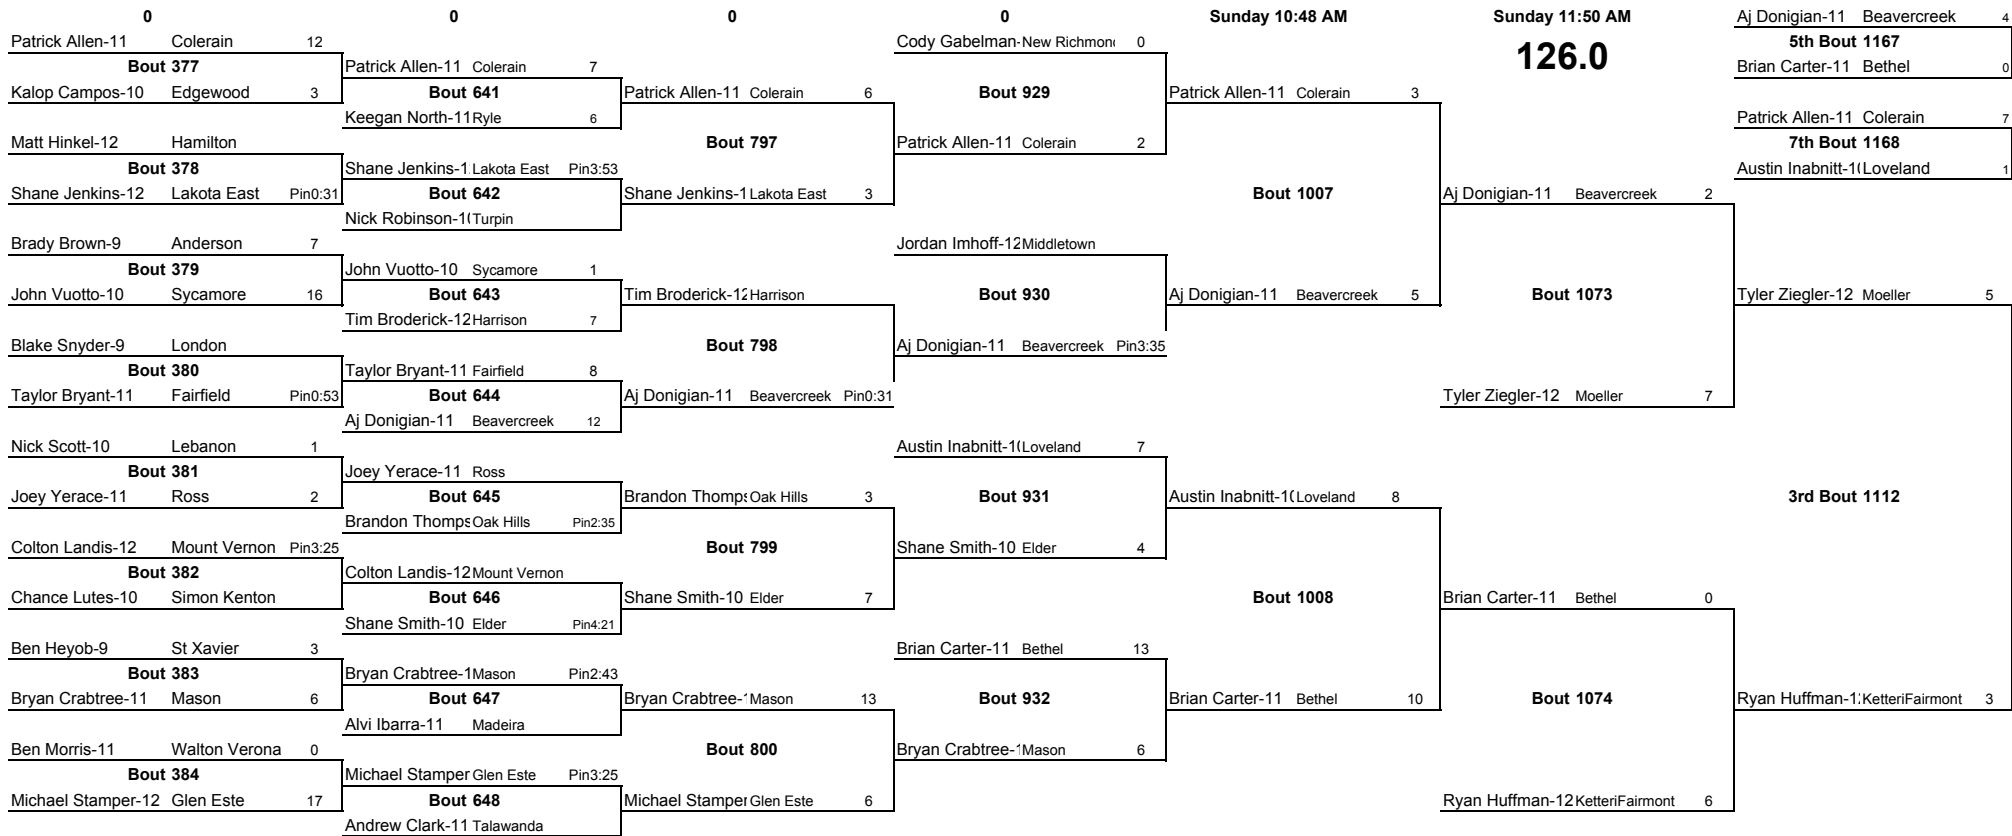 0 0 0 0 Sunday 10:48 AM Sunday 11:50 AM Aj Donigian-11 Beavercreek 4
Patrick Allen-11 Colerain 12 Cody Gabelman- New Richmon 0 126.0 5th Bout 1167
Bout 377 Patrick Allen-11 Colerain 7 Brian Carter-11 Bethel 0
Kalop Campos-10 Edgewood 3 Bout 641 Patrick Allen-11 Colerain 6 Bout 929 Patrick Allen-11 Colerain 3
Keegan North-11 Ryle 6 Patrick Allen-11 Colerain 7
Matt Hinkel-12 Hamilton Bout 797 Patrick Allen-11 Colerain 2 7th Bout 1168
Bout 378 Shane Jenkins-1 Lakota East Pin3:53 Austin Inabnitt-1( Loveland 1
Shane Jenkins-12 Lakota East Pin0:31 Bout 642 Shane Jenkins-1 Lakota East 3 Bout 1007 Aj Donigian-11 Beavercreek 2
Nick Robinson-1( Turpin
Brady Brown-9 Anderson 7 Jordan Imhoff-12 Middletown
Bout 379 John Vuotto-10 Sycamore 1
John Vuotto-10 Sycamore 16 Bout 643 Tim Broderick-12 Harrison Bout 930 Aj Donigian-11 Beavercreek 5 Bout 1073 Tyler Ziegler-12 Moeller 5
Tim Broderick-12 Harrison 7
Blake Snyder-9 London Bout 798 Aj Donigian-11 Beavercreek Pin3:35
Bout 380 Taylor Bryant-11 Fairfield 8
Taylor Bryant-11 Fairfield Pin0:53 Bout 644 Aj Donigian-11 Beavercreek Pin0:31 Tyler Ziegler-12 Moeller 7
Aj Donigian-11 Beavercreek 12
Nick Scott-10 Lebanon 1 Austin Inabnitt-1( Loveland 7
Bout 381 Joey Yerace-11 Ross
Joey Yerace-11 Ross 2 Bout 645 Brandon Thomps Oak Hills 3 Bout 931 Austin Inabnitt-1( Loveland 8 3rd Bout 1112
Brandon Thomps Oak Hills Pin2:35
Colton Landis-12 Mount Vernon Pin3:25 Bout 799 Shane Smith-10 Elder 4
Bout 382 Colton Landis-12 Mount Vernon
Chance Lutes-10 Simon Kenton Bout 646 Shane Smith-10 Elder 7 Bout 1008 Brian Carter-11 Bethel 0
Shane Smith-10 Elder Pin4:21
Ben Heyob-9 St Xavier 3 Brian Carter-11 Bethel 13
Bout 383 Bryan Crabtree-1 Mason Pin2:43
Bryan Crabtree-11 Mason 6 Bout 647 Bryan Crabtree-1 Mason 13 Bout 932 Brian Carter-11 Bethel 10 Bout 1074 Ryan Huffman-1 KetteriFairmont 3
Alvi Ibarra-11 Madeira
Ben Morris-11 Walton Verona 0 Bout 800 Bryan Crabtree-1 Mason 6
Bout 384 Michael Stamper Glen Este Pin3:25
Michael Stamper-12 Glen Este 17 Bout 648 Michael Stamper Glen Este 6 Ryan Huffman-12 KetteriFairmont 6
Andrew Clark-11 Talawanda